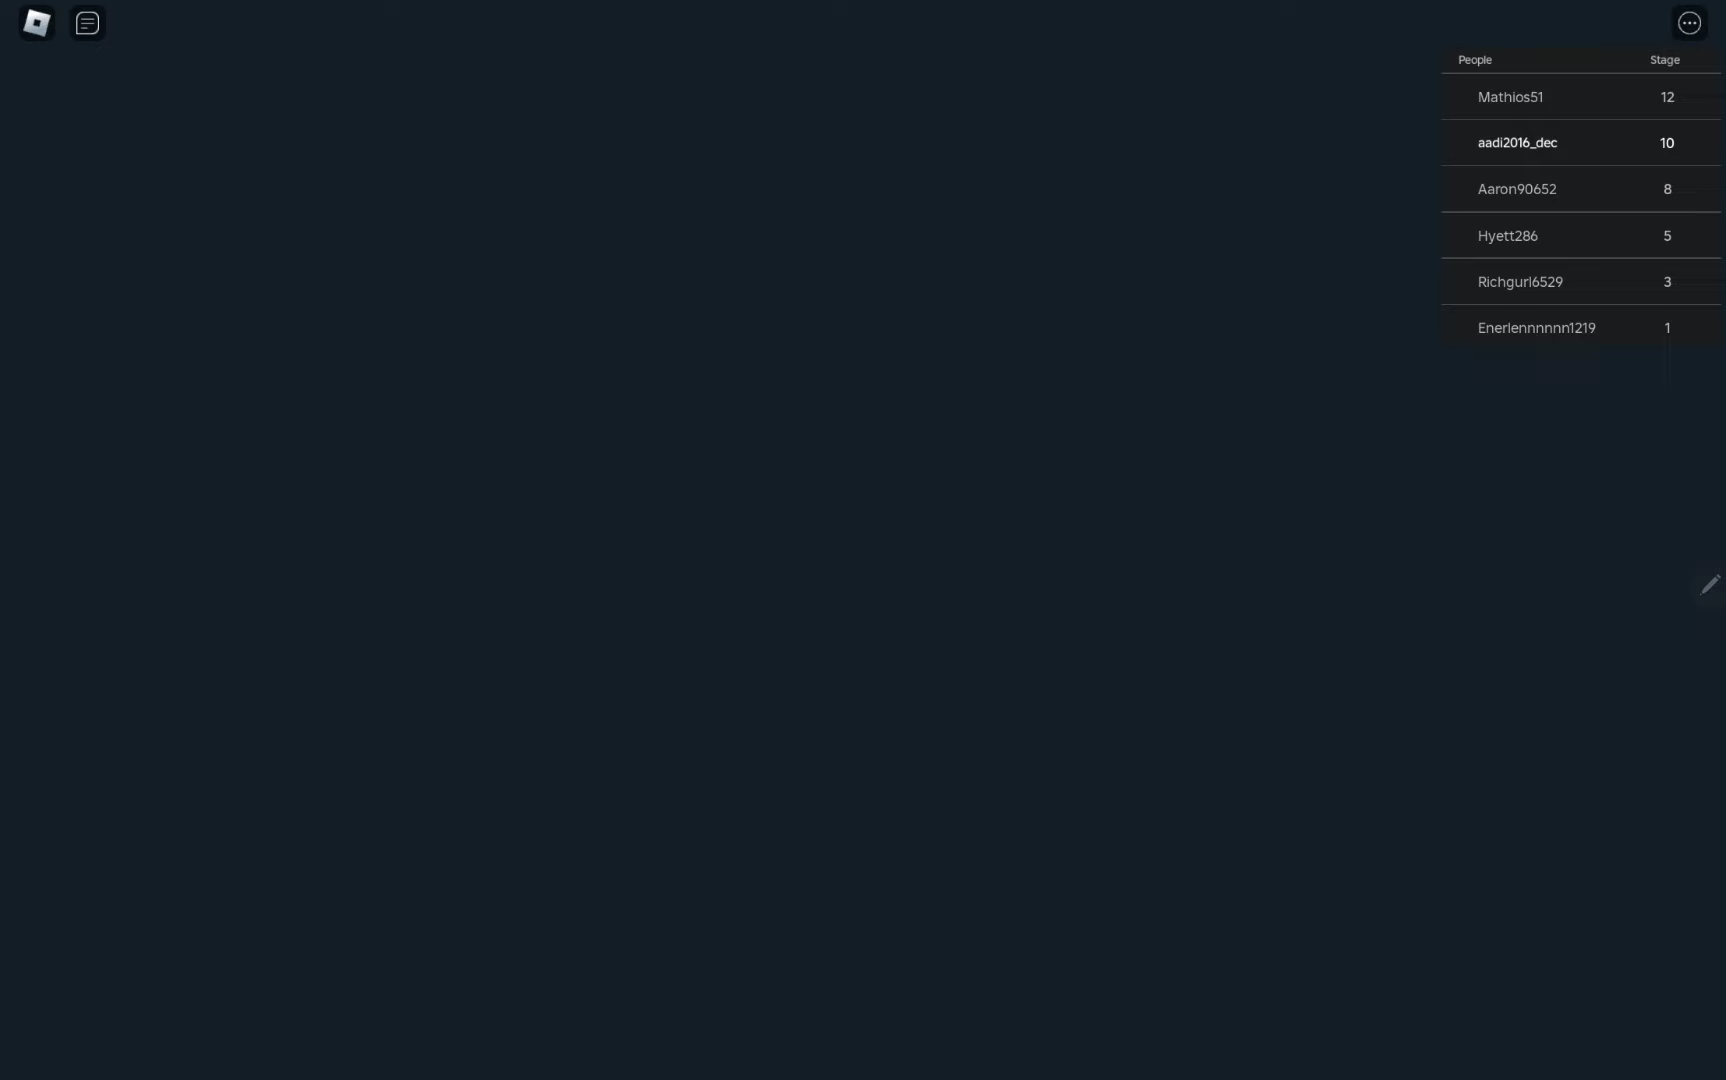 People Stage
Mathios51 12
aadi2016_dec 10
Aaron90652 8
Hyett286 5
Richgurl6529 3
Enerlennnnnn1219 1